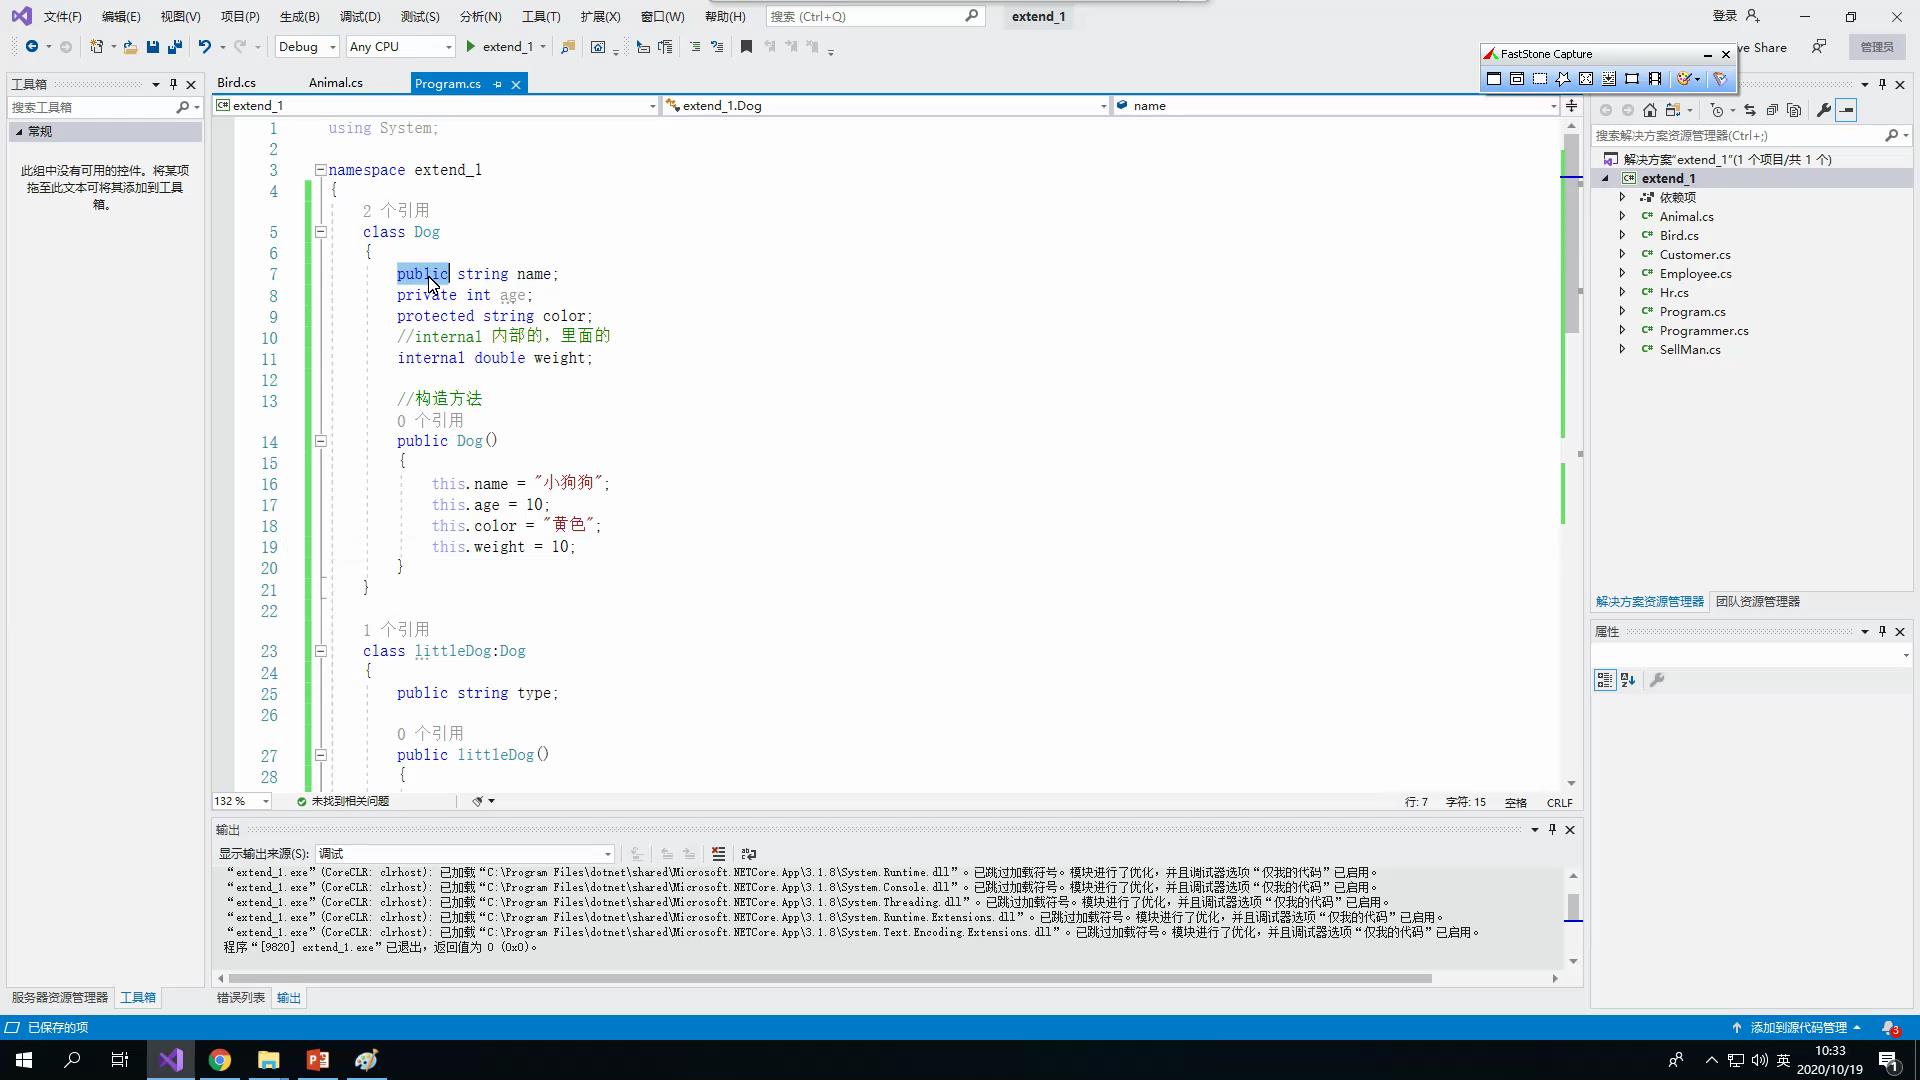 文件(F) 编辑(E) 视图(V) 项目(P) 生成(B) 调试(D) 测试(S) 分析(N) 工具(T) 扩展(X) 窗口(W) 帮助(H) 搜索 (Ctrl+Q) extend_1 登录
Debug Any CPU extend_1 ve Share 管理员
FastStone Capture
工具箱
搜索工具箱
常规
此组中没有可用的控件。将某项
拖至此文本可将其添加到工具
箱。
服务器资源管理器 工具箱
Bird.cs Animal.cs Program.cs
C# extend_1 extend_1.Dog name
1 using System;
2
3 namespace extend_1
4 {
2 个引用
5 class Dog
6 {
7 public string name;
8 private int age;
9 protected string color;
10 //internal 内部的，里面的
11 internal double weight;
12
13 //构造方法
0 个引用
14 public Dog()
15 {
16 this.name = "小狗狗";
17 this.age = 10;
18 this.color = "黄色";
19 this.weight = 10;
20 }
21 }
22
1 个引用
23 class littleDog:Dog
24 {
25 public string type;
26
0 个引用
27 public littleDog()
28 {
132 % 未找到相关问题 行: 7 字符: 15 空格 CRLF
输出
显示输出来源(S): 调试
“extend_1.exe”(CoreCLR: clrhost): 已加载“C:\Program Files\dotnet\shared\Microsoft.NETCore.App\3.1.8\System.Runtime.dll”。已跳过加载符号。模块进行了优化，并且调试器选项“仅我的代码”已启用。
“extend_1.exe”(CoreCLR: clrhost): 已加载“C:\Program Files\dotnet\shared\Microsoft.NETCore.App\3.1.8\System.Console.dll”。已跳过加载符号。模块进行了优化，并且调试器选项“仅我的代码”已启用。
“extend_1.exe”(CoreCLR: clrhost): 已加载“C:\Program Files\dotnet\shared\Microsoft.NETCore.App\3.1.8\System.Threading.dll”。已跳过加载符号。模块进行了优化，并且调试器选项“仅我的代码”已启用。
“extend_1.exe”(CoreCLR: clrhost): 已加载“C:\Program Files\dotnet\shared\Microsoft.NETCore.App\3.1.8\System.Runtime.Extensions.dll”。已跳过加载符号。模块进行了优化，并且调试器选项“仅我的代码”已启用。
“extend_1.exe”(CoreCLR: clrhost): 已加载“C:\Program Files\dotnet\shared\Microsoft.NETCore.App\3.1.8\System.Text.Encoding.Extensions.dll”。已跳过加载符号。模块进行了优化，并且调试器选项“仅我的代码”已启用。
程序“[9820] extend_1.exe”已退出，返回值为 0 (0x0)。
错误列表 输出
搜索解决方案资源管理器(Ctrl+;)
解决方案"extend_1"(1 个项目/共 1 个)
C# extend_1
依赖项
C# Animal.cs
C# Bird.cs
C# Customer.cs
C# Employee.cs
C# Hr.cs
C# Program.cs
C# Programmer.cs
C# SellMan.cs
解决方案资源管理器 团队资源管理器
属性
已保存的项 添加到源代码管理 3
英 10:33
2020/10/19 1